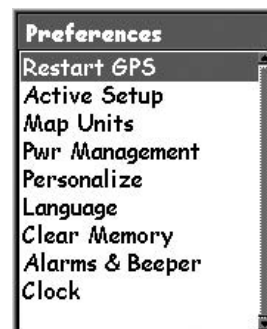 Preferences
Restart GPS
Active Setup
Map Units
Pwr Management
Personalize
Language
Clear Memory
Alarms & Beeper
Clock